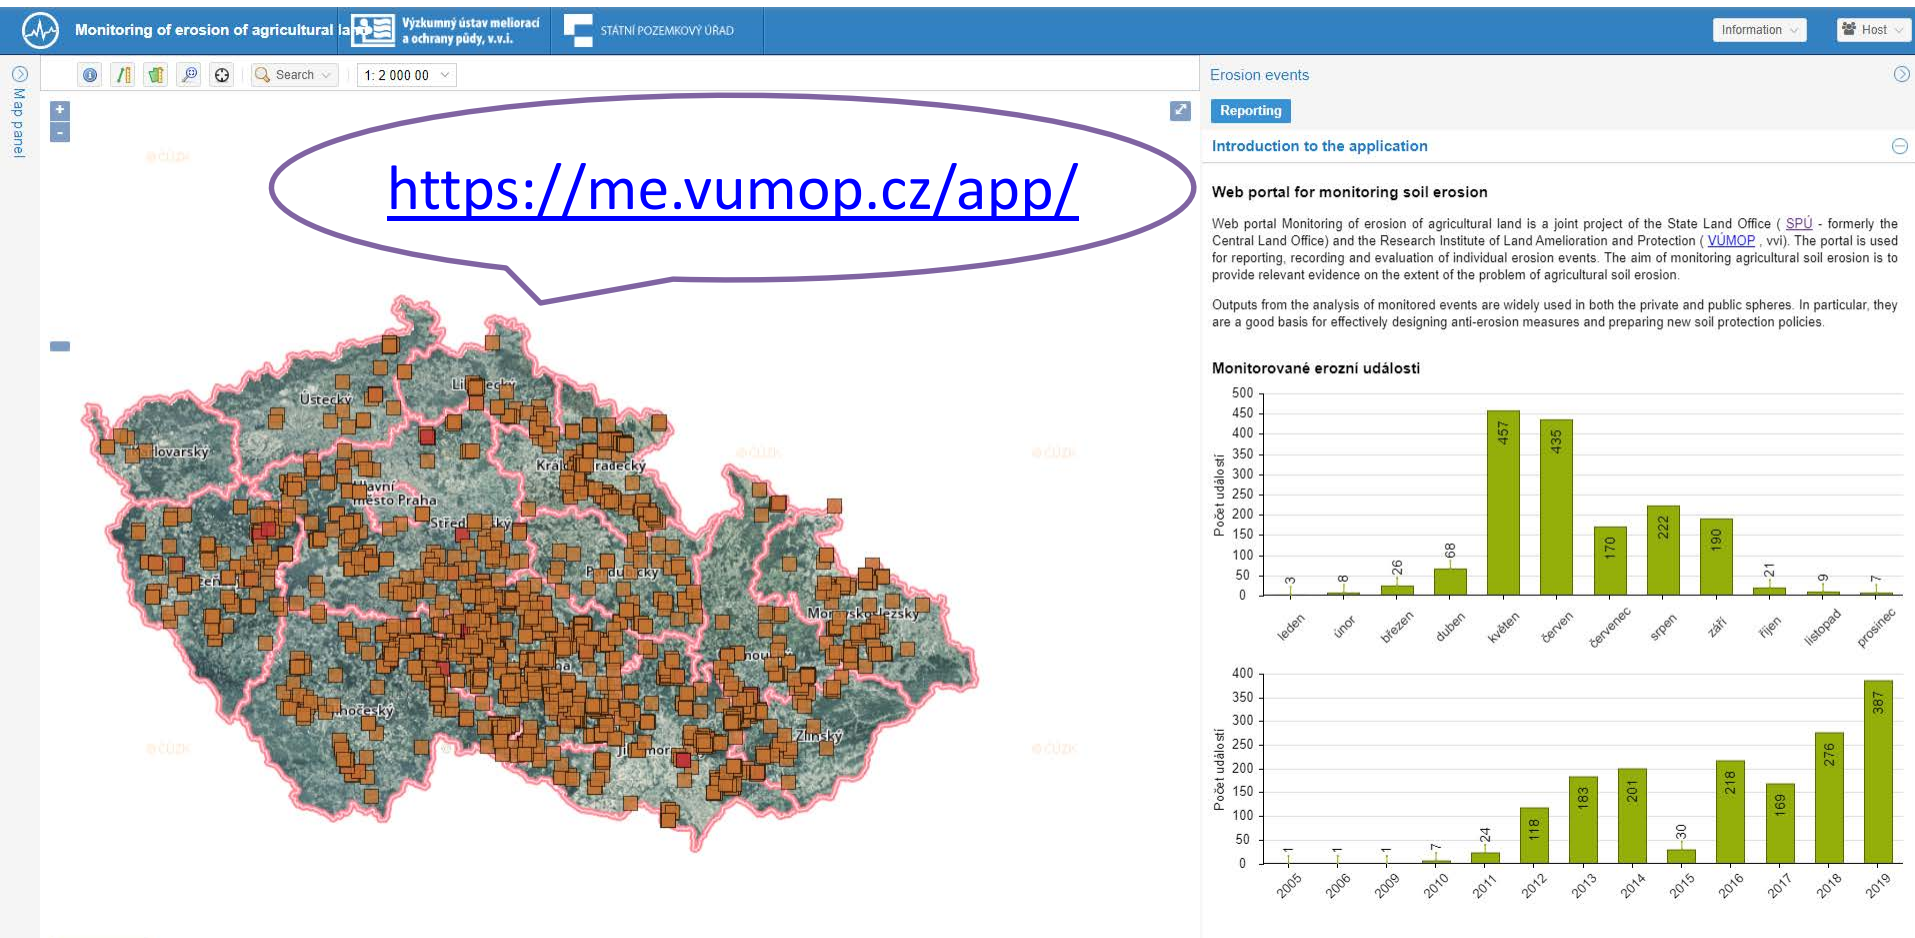 Monitoring of erosion of agricultural
Výzkumný ústav meliorací
a ochrany půdy, v.v.i.
STÁTNÍ POZEMKOVÝ ÚŘAD
Information
Host
Map panel
Search
1: 2 000 00
+
-
https://me.vumop.cz/app/
©ČÚZK
©ČÚZK
©ČÚZK
Ústecký
Hlavní
město Praha
Zlínský
©ČÚZK
©ČÚZK
Erosion events
Reporting
Introduction to the application
Web portal for monitoring soil erosion
Web portal Monitoring of erosion of agricultural land is a joint project of the State Land Office ( SPÚ - formerly the
Central Land Office) and the Research Institute of Land Amelioration and Protection ( VÚMOP , vvi). The portal is used
for reporting, recording and evaluation of individual erosion events. The aim of monitoring agricultural soil erosion is to
provide relevant evidence on the extent of the problem of agricultural soil erosion.
Outputs from the analysis of monitored events are widely used in both the private and public spheres. In particular, they
are a good basis for effectively designing anti-erosion measures and preparing new soil protection policies.
Monitorované erozní události
Počet událostí
500
450
400
350
300
250
200
150
100
50
0
3
8
26
68
457
435
170
222
190
21
9
7
leden
únor
březen
duben
květen
červen
červenec
srpen
září
říjen
listopad
prosinec
Počet událostí
400
350
300
250
200
150
100
50
0
1
1
1
7
24
118
183
201
30
218
169
276
387
2005
2006
2009
2010
2011
2012
2013
2014
2015
2016
2017
2018
2019